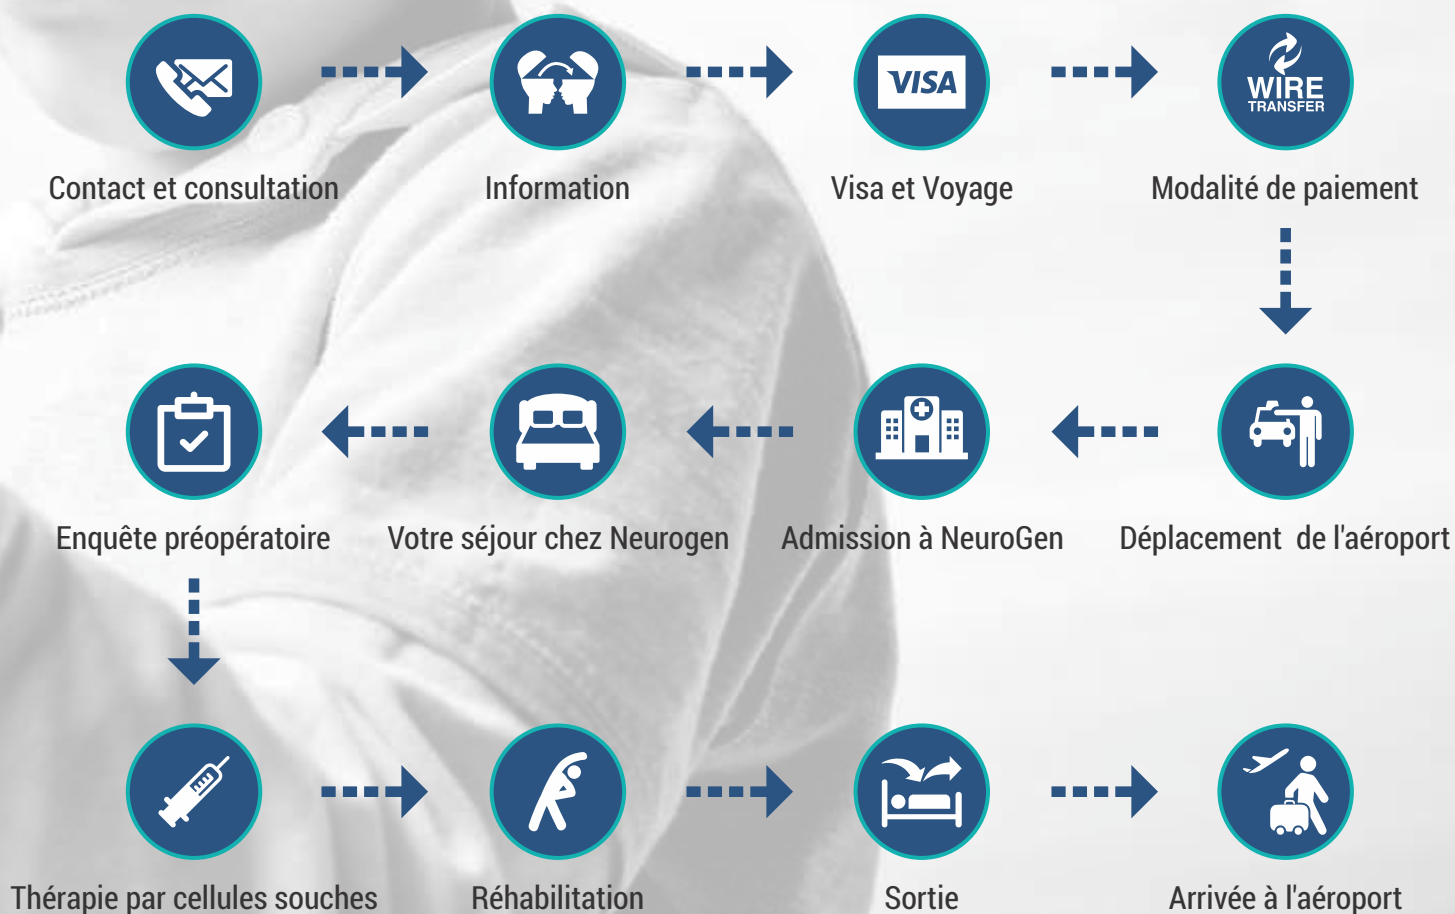 VISA
WIRE
TRANSFER
Contact et consultation
Information
Visa et Voyage
Modalité de paiement
Enquête préopératoire
Votre séjour chez Neurogen
Admission à NeuroGen
Déplacement de l'aéroport
Thérapie par cellules souches
Réhabilitation
Sortie
Arrivée à l'aéroport